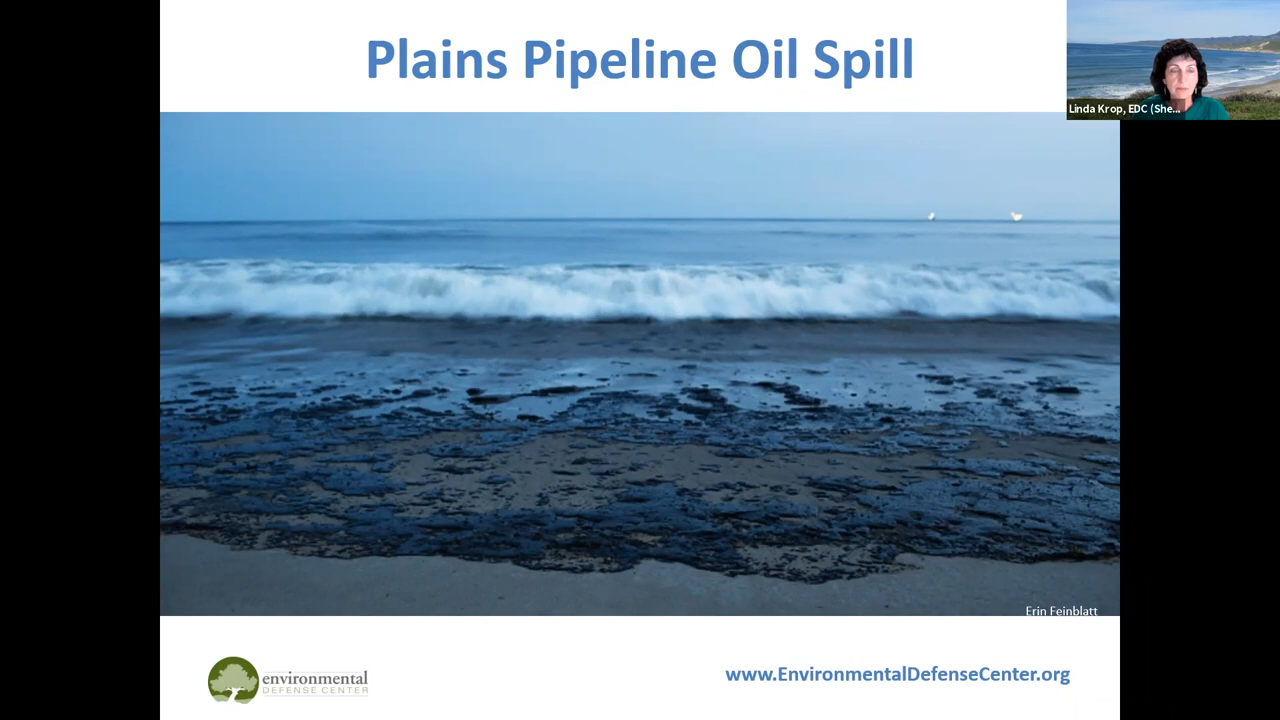 Plains Pipeline Oil Spill
Linda Krop, EDC (She...
Erin Feinblatt
environmental
DEFENSE CENTER
www.EnvironmentalDefenseCenter.org